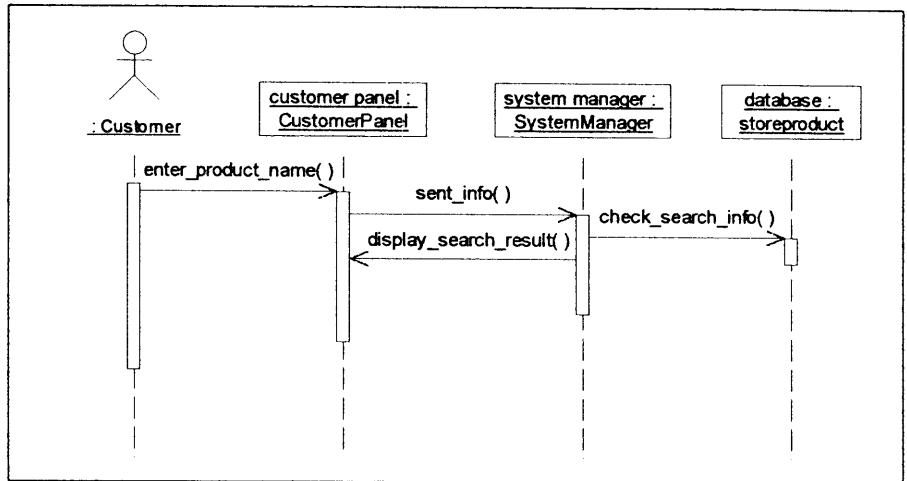 : Customer
customer panel :
CustomerPanel
system manager :
SystemManager
database :
storeproduct
enter_product_name( )
sent_info( )
check_search_info( )
display_search_result( )